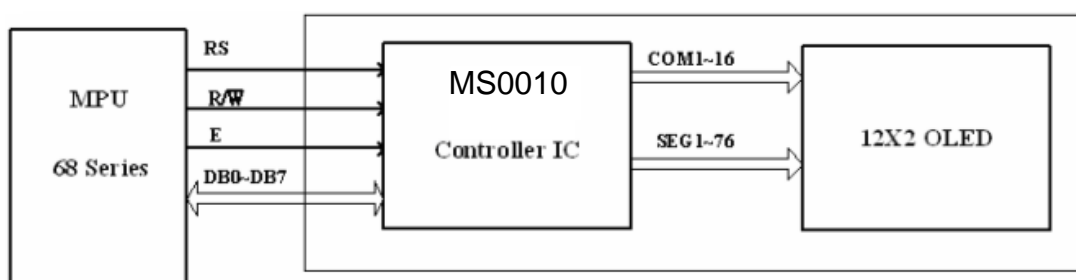 MPU
68 Series
RS
R/W̅
E
DB0~DB7
MS0010
Controller IC
COM1~16
SEG1~76
12X2 OLED